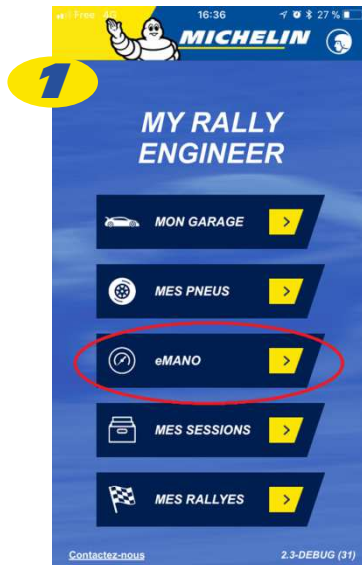 Free 4G 16:36 27 %
MICHELIN
1
MY RALLY
ENGINEER
MON GARAGE
MES PNEUS
eMANO
MES SESSIONS
MES RALLYES
Contactez-nous 2.3-DEBUG (31)